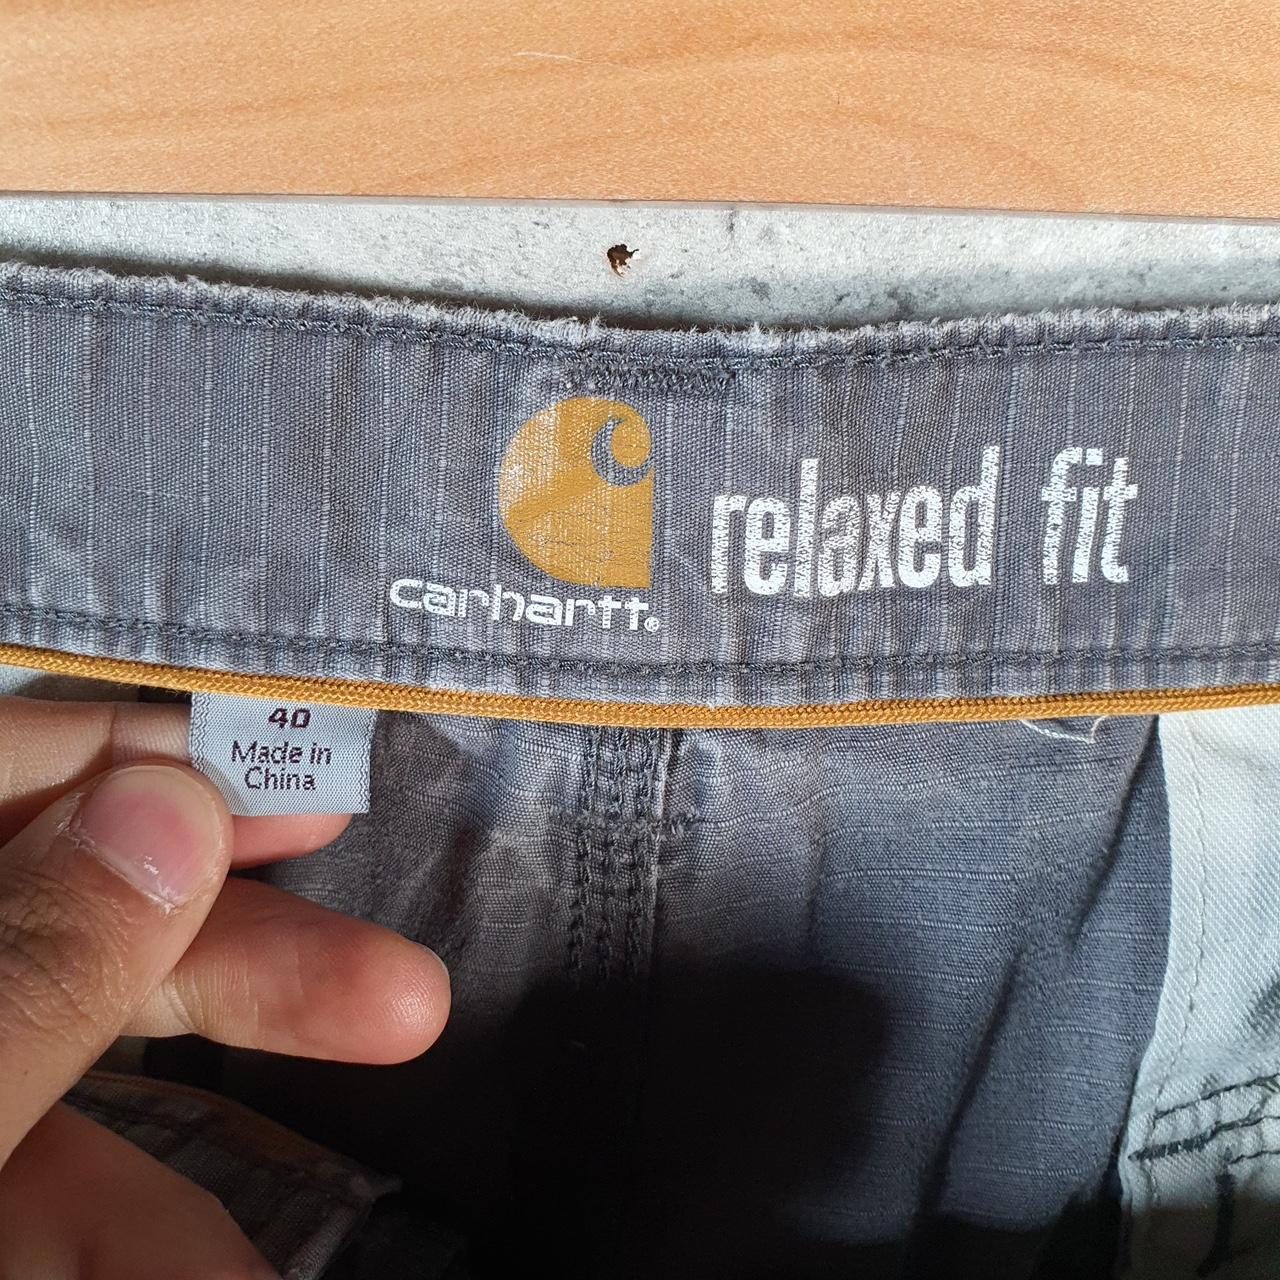 carhartt®
relaxed fit
40
Made in
China